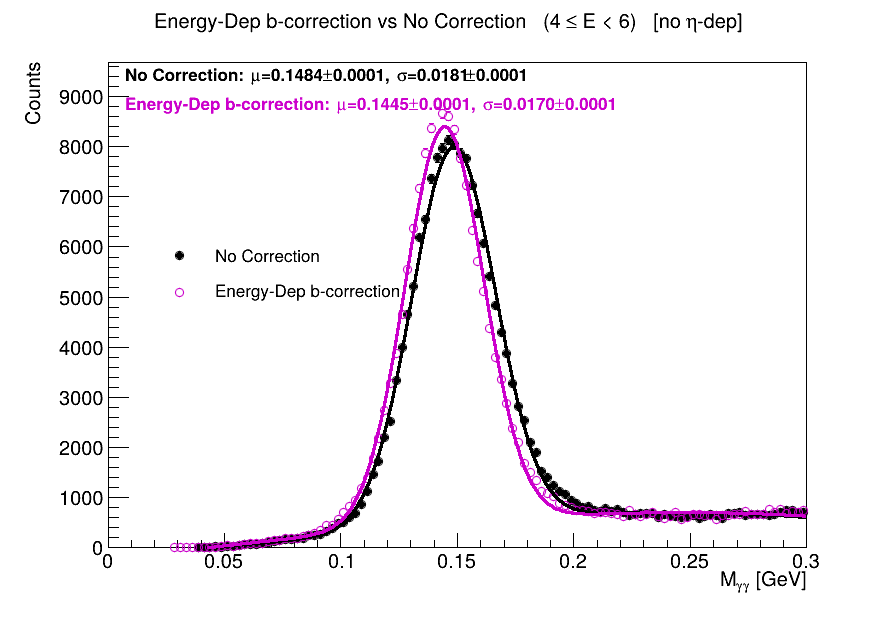 Energy-Dep b-correction vs No Correction (4 ≤ E < 6) [no η-dep]
Counts
No Correction: μ=0.1484±0.0001, σ=0.0181±0.0001
Energy-Dep b-correction: μ=0.1445±0.0001, σ=0.0170±0.0001
9000
8000
7000
6000
5000
4000
3000
2000
1000
0
No Correction
Energy-Dep b-correction
0 0.05 0.1 0.15 0.2 0.25 0.3
Mγγ [GeV]